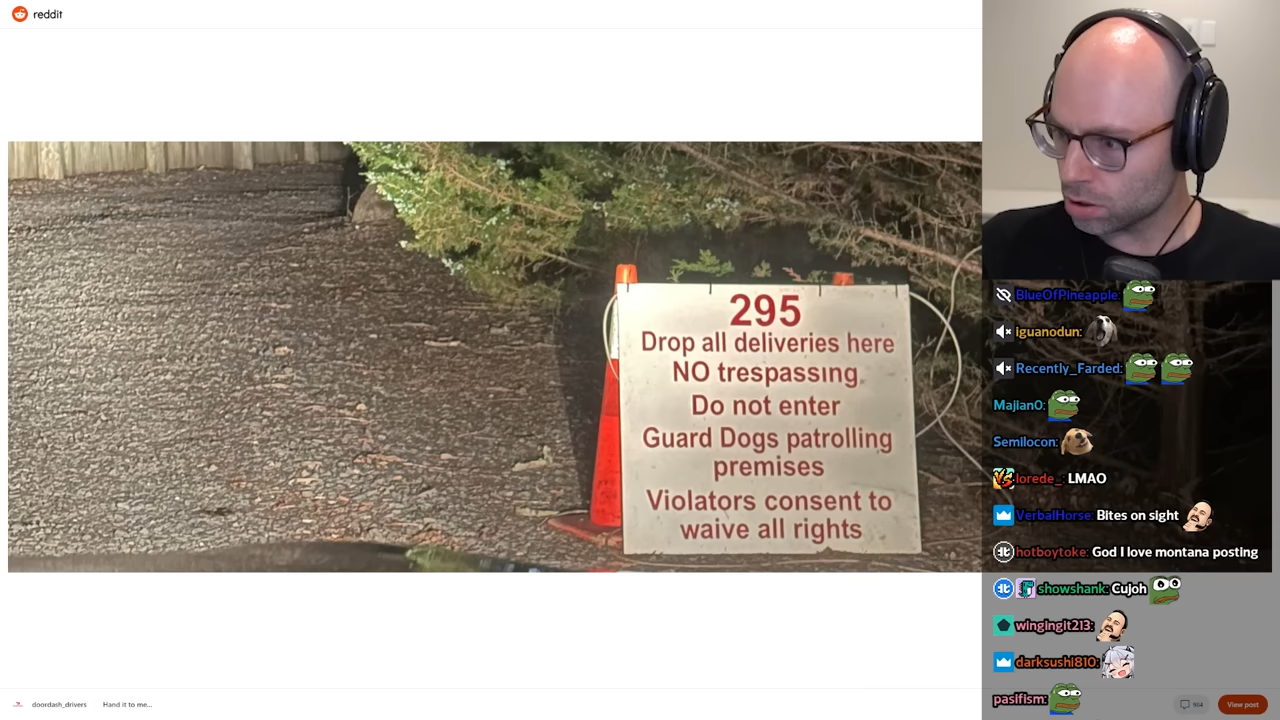 reddit
295
Drop all deliveries here
NO trespassing
Do not enter
Guard Dogs patrolling
premises
Violators consent to
waive all rights
BlueOfPineapple:
iguanodun:
Recently_Farded:
Majian0:
Semilocon:
lorede_: LMAO
VerbalHorse: Bites on sight
hotboytoke: God I love montana posting
showshank: Cujoh
wingingit213:
darksushi810:
pasifism:
doordash_drivers Hand it to me...
984 View post